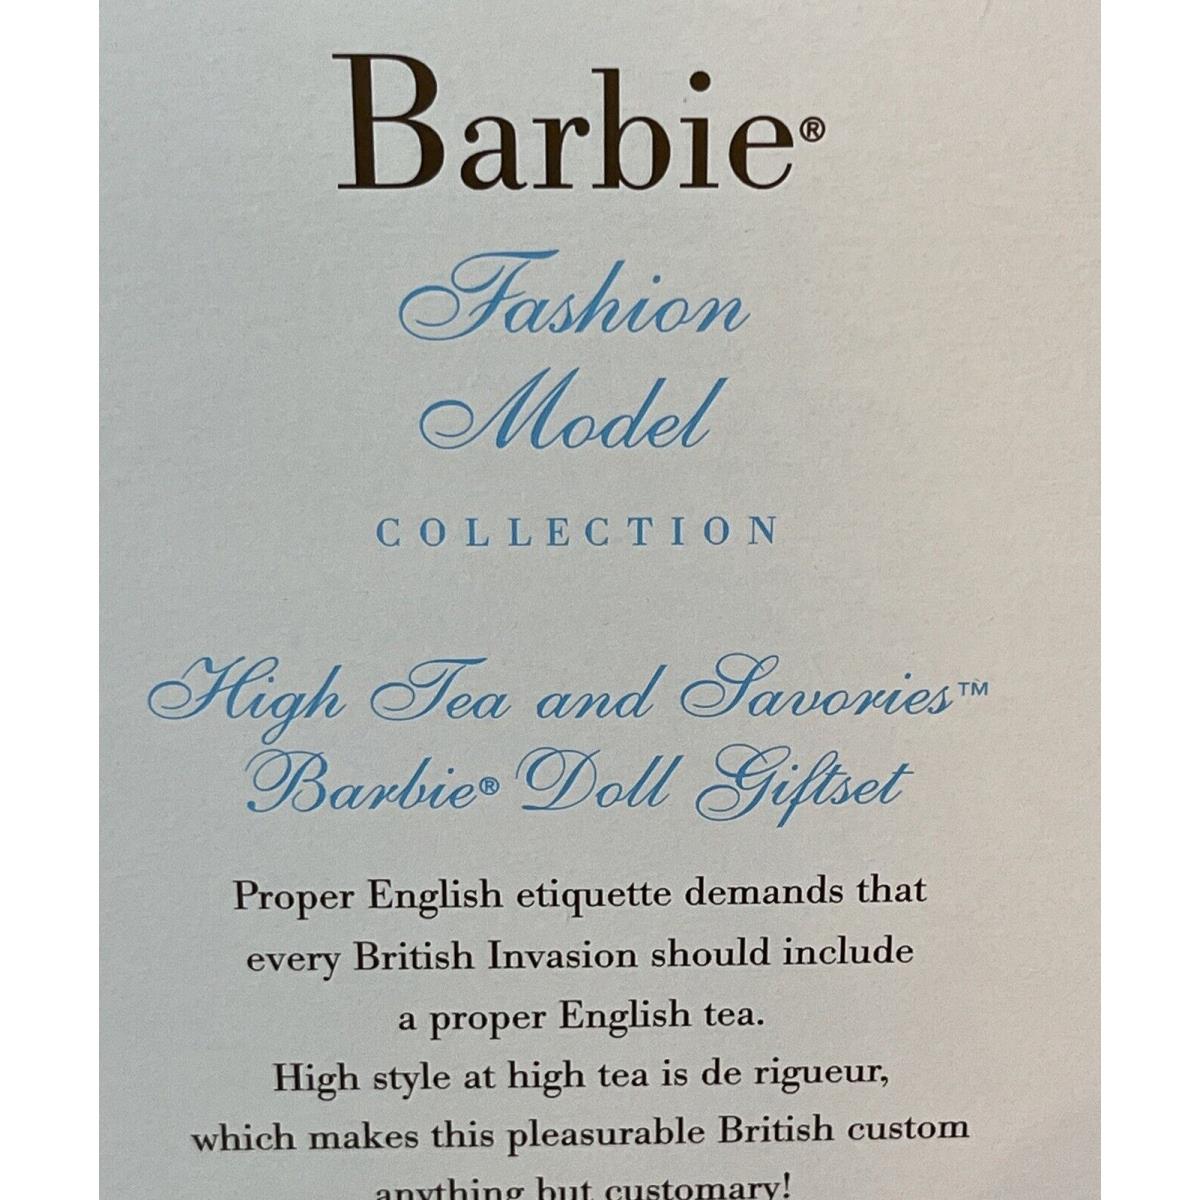 Barbie®
Fashion
Model
COLLECTION
High Tea and Savories™
Barbie® Doll Giftset
Proper English etiquette demands that
every British Invasion should include
a proper English tea.
High style at high tea is de rigueur,
which makes this pleasurable British custom
anything but customary!